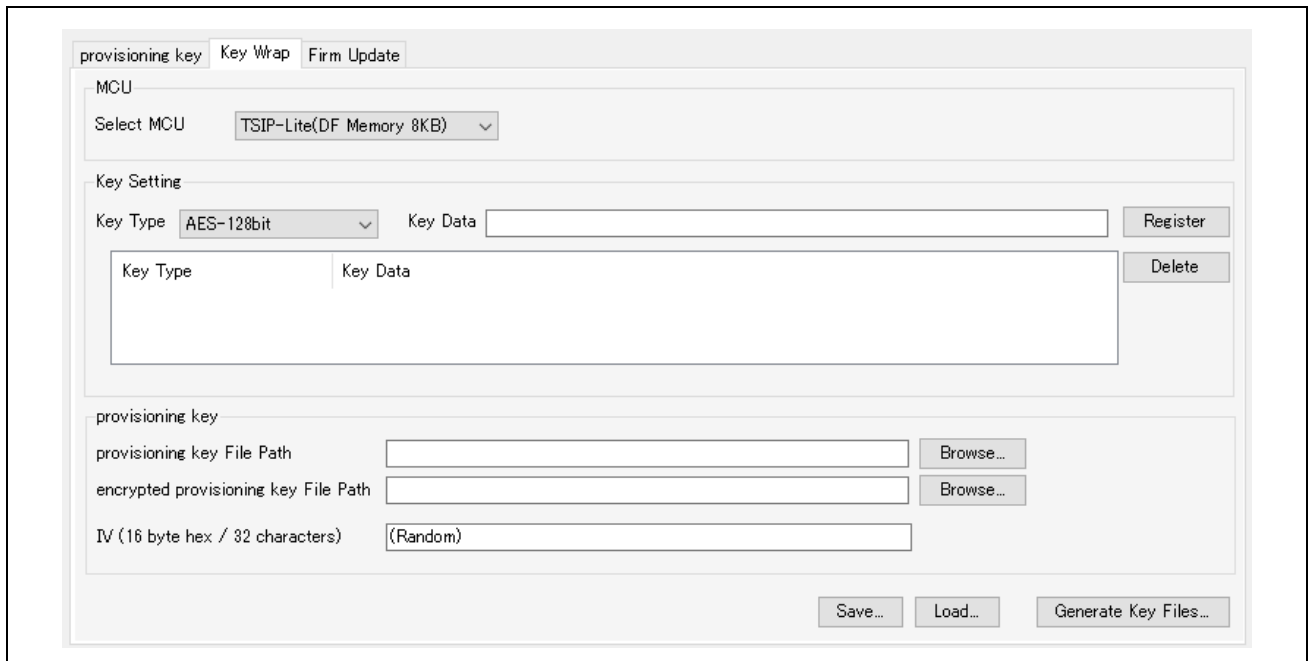 provisioning key Key Wrap Firm Update
MCU
Select MCU TSIP-Lite(DF Memory 8KB)
Key Setting
Key Type AES-128bit Key Data Register
Key Type Key Data Delete
provisioning key
provisioning key File Path Browse...
encrypted provisioning key File Path Browse...
IV (16 byte hex / 32 characters) (Random)
Save... Load... Generate Key Files...